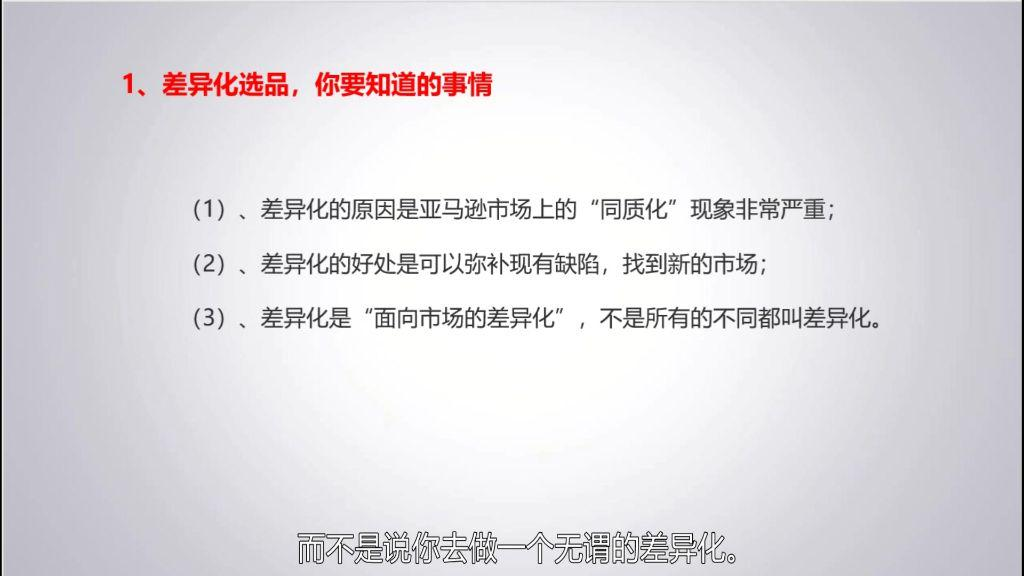 1、差异化选品，你要知道的事情
（1）、差异化的原因是亚马逊市场上的“同质化”现象非常严重；
（2）、差异化的好处是可以弥补现有缺陷，找到新的市场；
（3）、差异化是“面向市场的差异化”，不是所有的不同都叫差异化。
而不是说你去做一个无谓的差异化。